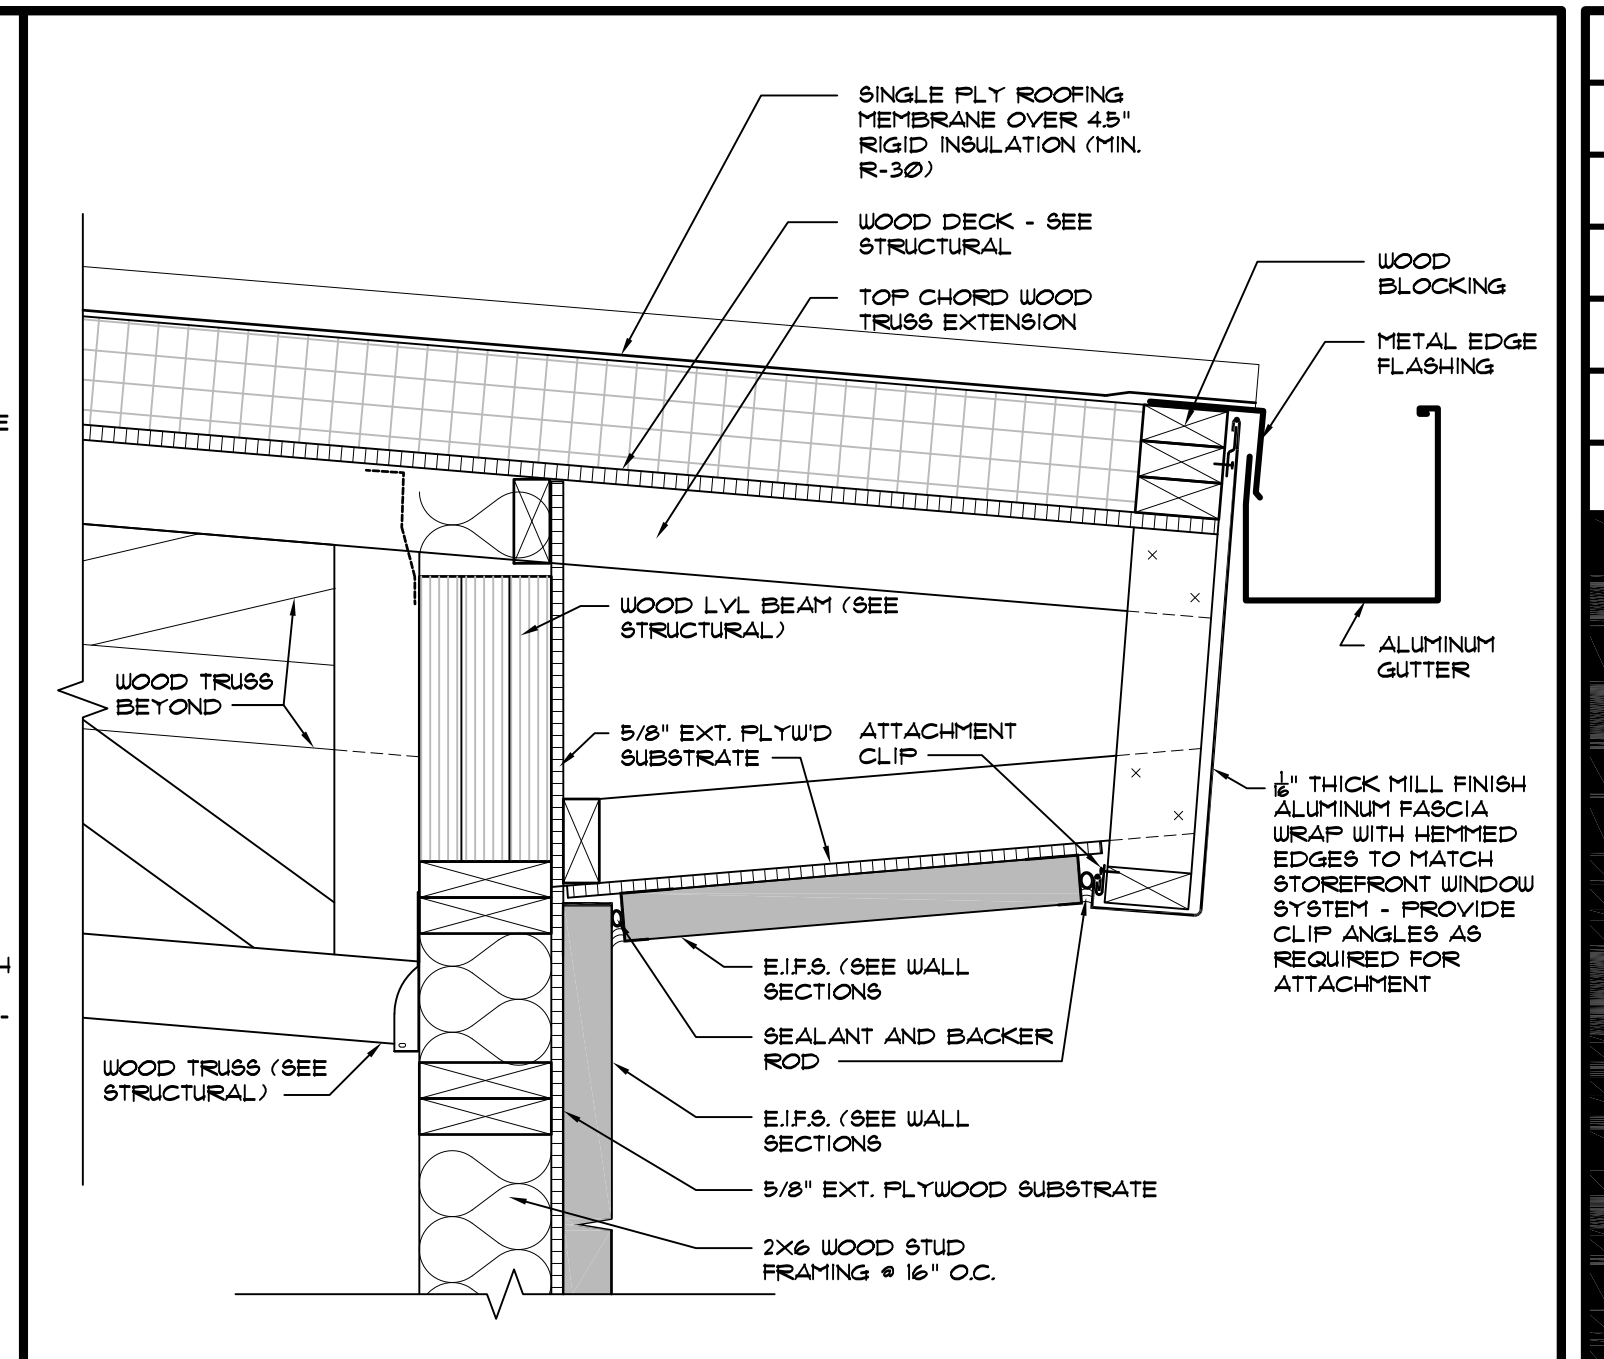 SINGLE PLY ROOFING
MEMBRANE OVER 4.5"
RIGID INSULATION (MIN.
R-30)
WOOD DECK - SEE
STRUCTURAL
TOP CHORD WOOD
TRUSS EXTENSION
WOOD
BLOCKING
METAL EDGE
FLASHING
WOOD LVL BEAM (SEE
STRUCTURAL)
ALUMINUM
GUTTER
WOOD TRUSS
BEYOND
5/8" EXT. PLYW'D
SUBSTRATE
ATTACHMENT
CLIP
1/16" THICK MILL FINISH
ALUMINUM FASCIA
WRAP WITH HEMMED
EDGES TO MATCH
STOREFRONT WINDOW
SYSTEM - PROVIDE
CLIP ANGLES AS
REQUIRED FOR
ATTACHMENT
E.I.F.S. (SEE WALL
SECTIONS
SEALANT AND BACKER
ROD
WOOD TRUSS (SEE
STRUCTURAL)
E.I.F.S. (SEE WALL
SECTIONS
5/8" EXT. PLYWOOD SUBSTRATE
2X6 WOOD STUD
FRAMING @ 16" O.C.